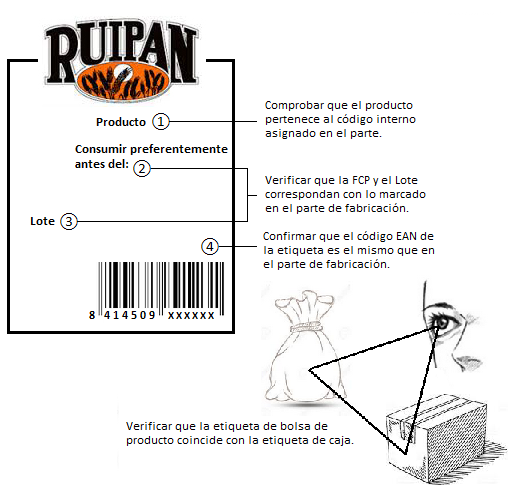 RUIPAN
Producto 1
Comprobar que el producto
pertenece al código interno
asignado en el parte.
Consumir preferentemente
antes del: 2
Verificar que la FCP y el Lote
correspondan con lo marcado
en el parte de fabricación.
Lote 3
4
Confirmar que el código EAN de
la etiqueta es el mismo que en
el parte de fabricación.
8 414509 xxxxxx
Verificar que la etiqueta de bolsa de
producto coincide con la etiqueta de caja.